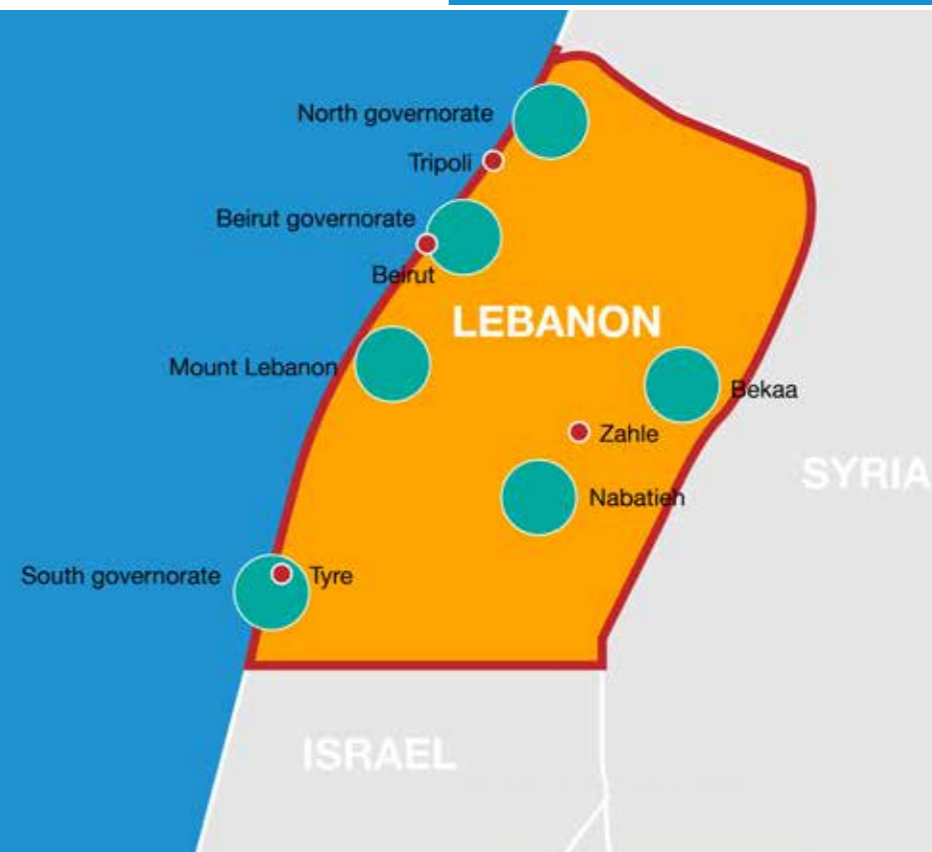 North governorate
Tripoli
Beirut governorate
Beirut
LEBANON
Mount Lebanon
Bekaa
Zahle
SYRIA
Nabatieh
South governorate
Tyre
ISRAEL